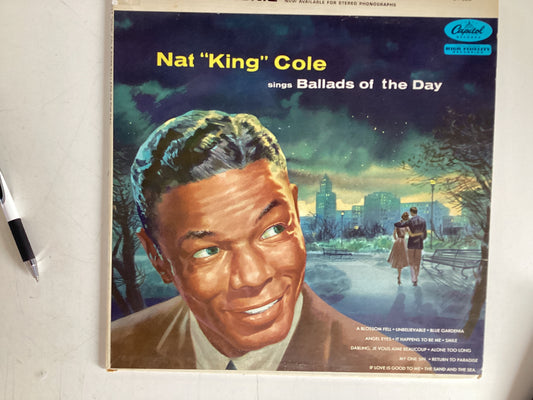 NOW AVAILABLE FOR STEREO PHONOGRAPHS
Capitol
RECORDS
HIGH FIDELITY
RECORDING
Nat "King" Cole
sings Ballads of the Day
A BLOSSOM FELL • UNBELIEVABLE • BLUE GARDENIA
ANGEL EYES • IT HAPPENS TO BE ME • SMILE
DARLING, JE VOUS AIME BEAUCOUP • ALONE TOO LONG
MY ONE SIN • RETURN TO PARADISE
IF LOVE IS GOOD TO ME • THE SAND AND THE SEA